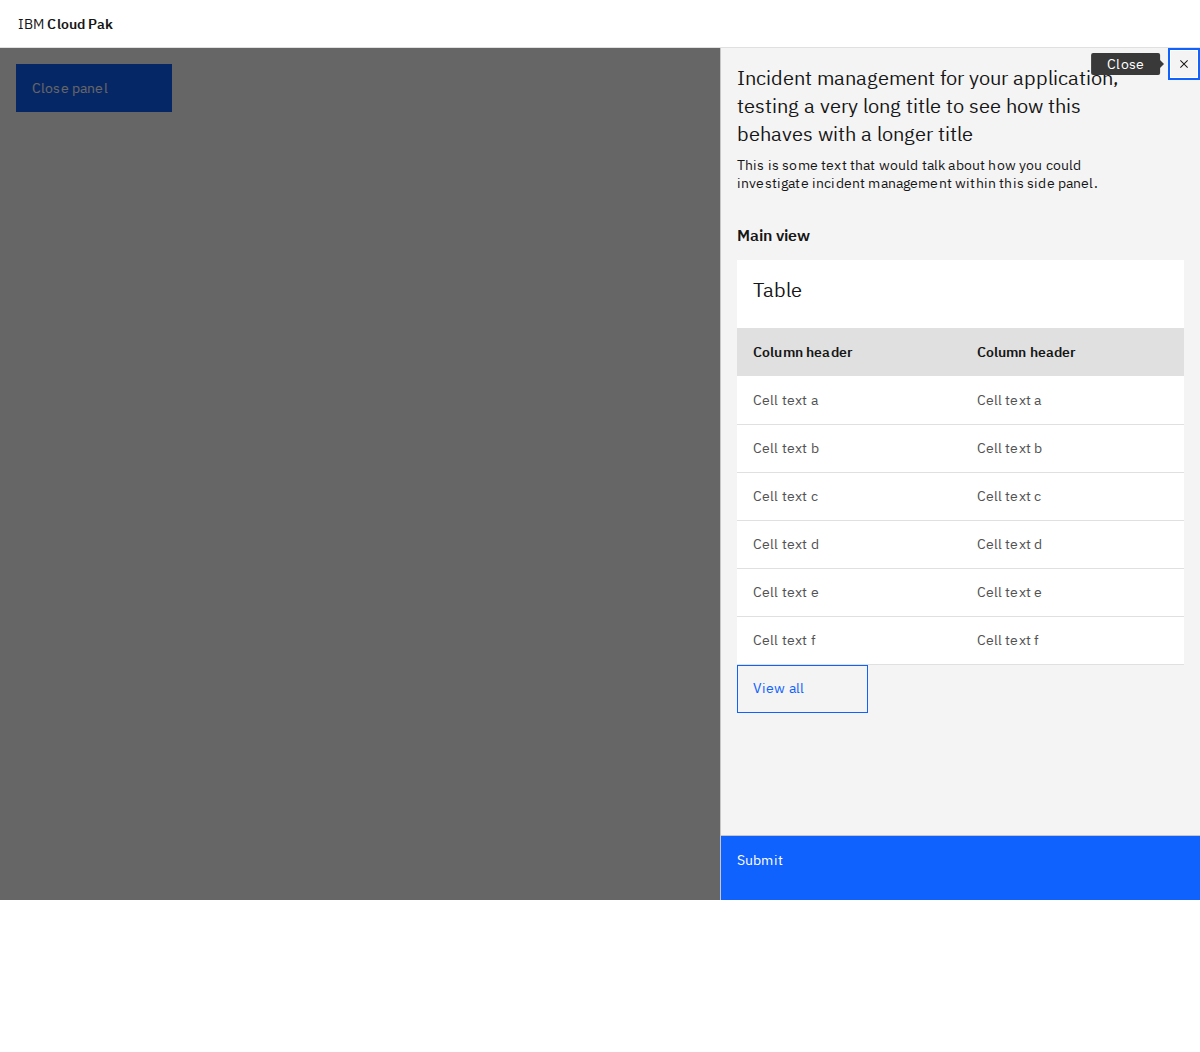 IBM Cloud Pak
Close panel
Close
Incident management for your application,
testing a very long title to see how this
behaves with a longer title
This is some text that would talk about how you could
investigate incident management within this side panel.
Main view
Table
Column header Column header
Cell text a Cell text a
Cell text b Cell text b
Cell text c Cell text c
Cell text d Cell text d
Cell text e Cell text e
Cell text f Cell text f
View all
Submit